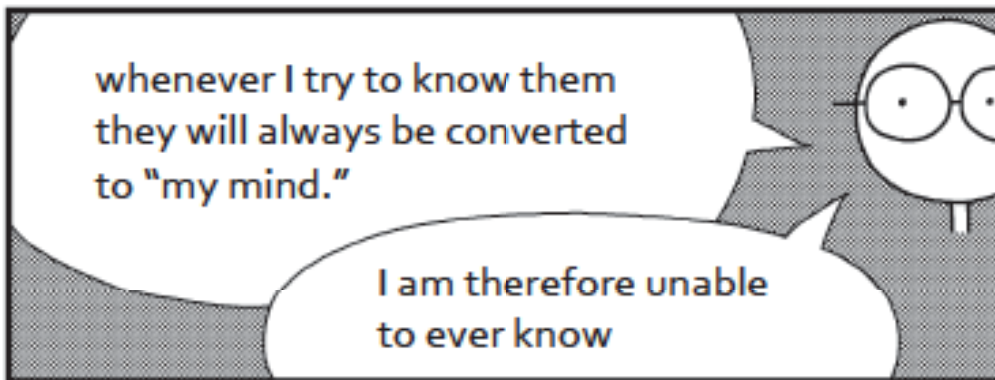 whenever I try to know them
they will always be converted
to “my mind.”
I am therefore unable
to ever know